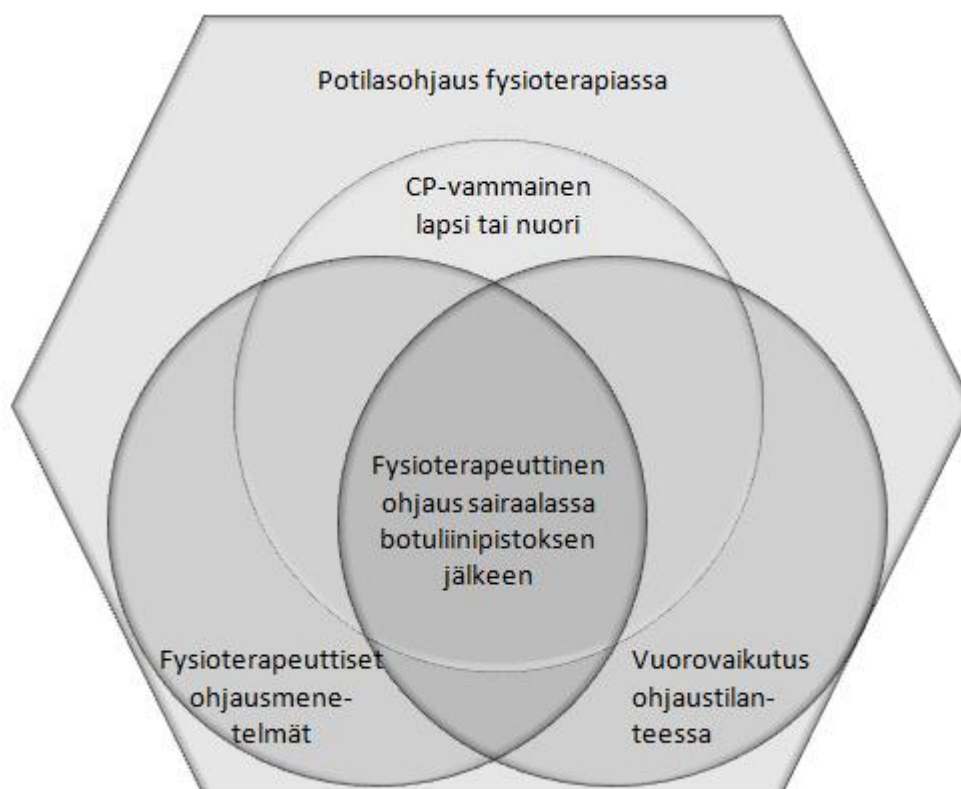 Potilasohjaus fysioterapiassa
CP-vammainen
lapsi tai nuori
Fysioterapeuttinen
ohjaus sairaalassa
botuliinipistoksen
jälkeen
Fysioterapeuttiset
ohjausmene-
telmät
Vuorovaikutus
ohjaustilan-
teessa